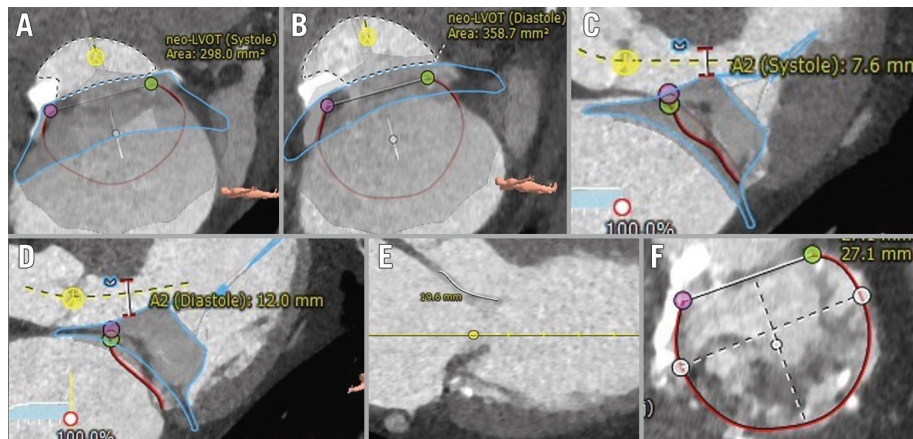 A
neo-LVOT (Systole)
Area: 298.0 mm²
B
neo-LVOT (Diastole)
Area: 358.7 mm²
C
A2 (Systole): 7.6 mm
100.0%
D
A2 (Diastole): 12.0 mm
100.0%
E
19.6 mm
F
27.1 mm